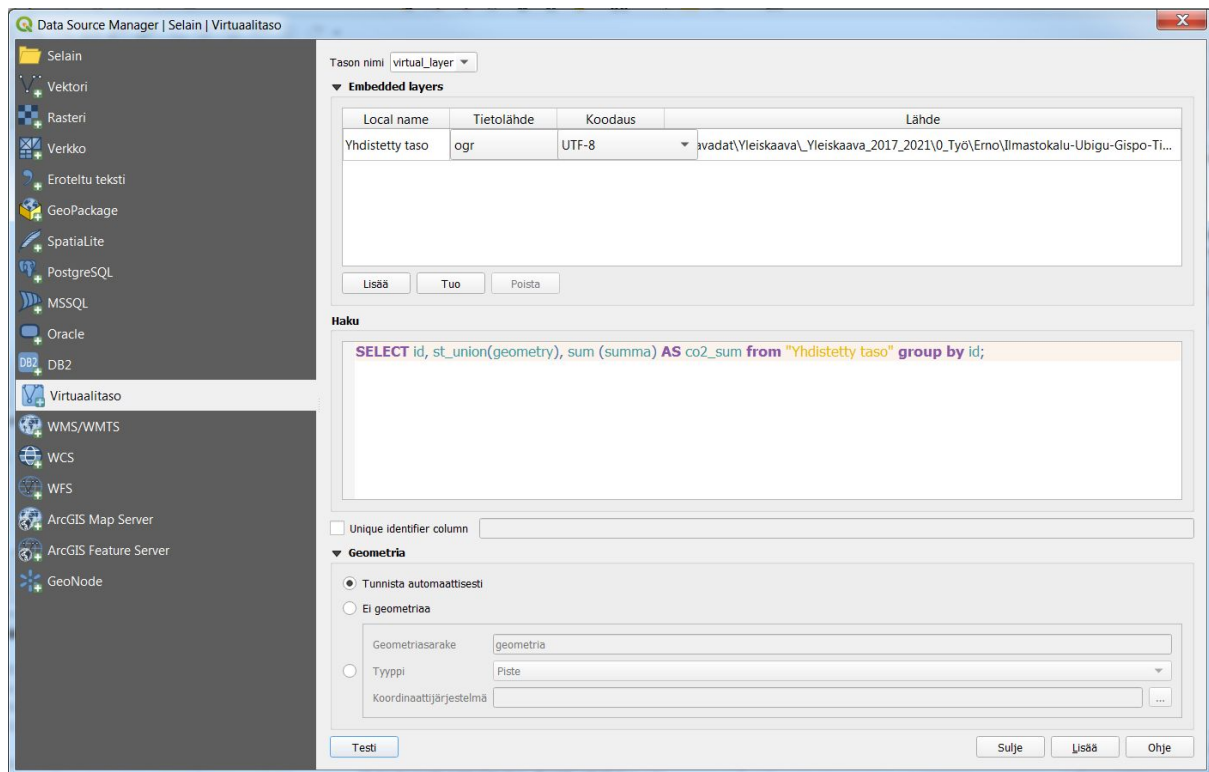 Data Source Manager | Selain | Virtuaalitaso
Selain
Vektori
Rasteri
Verkko
Eroteltu teksti
GeoPackage
SpatiaLite
PostgreSQL
MSSQL
Oracle
DB2 DB2
Virtuaalitaso
WMS/WMTS
WCS
WFS
ArcGIS Map Server
ArcGIS Feature Server
GeoNode
Tason nimi virtual_layer
Embedded layers
Local name Tietolähde Koodaus Lähde
Yhdistetty taso ogr UTF-8 avadat\Yleiskaava\_Yleiskaava_2017_2021\0_Työ\Erno\Ilmastokalu-Ubigu-Gispo-Ti...
Lisää Tuo Poista
Haku
SELECT id, st_union(geometry), sum (summa) AS co2_sum from "Yhdistetty taso" group by id;
Unique identifier column
Geometria
Tunnista automaattisesti
Ei geometriaa
Geometriasarake geometria
Tyyppi Piste
Koordinaattijärjestelmä ...
Testi Sulje Lisää Ohje